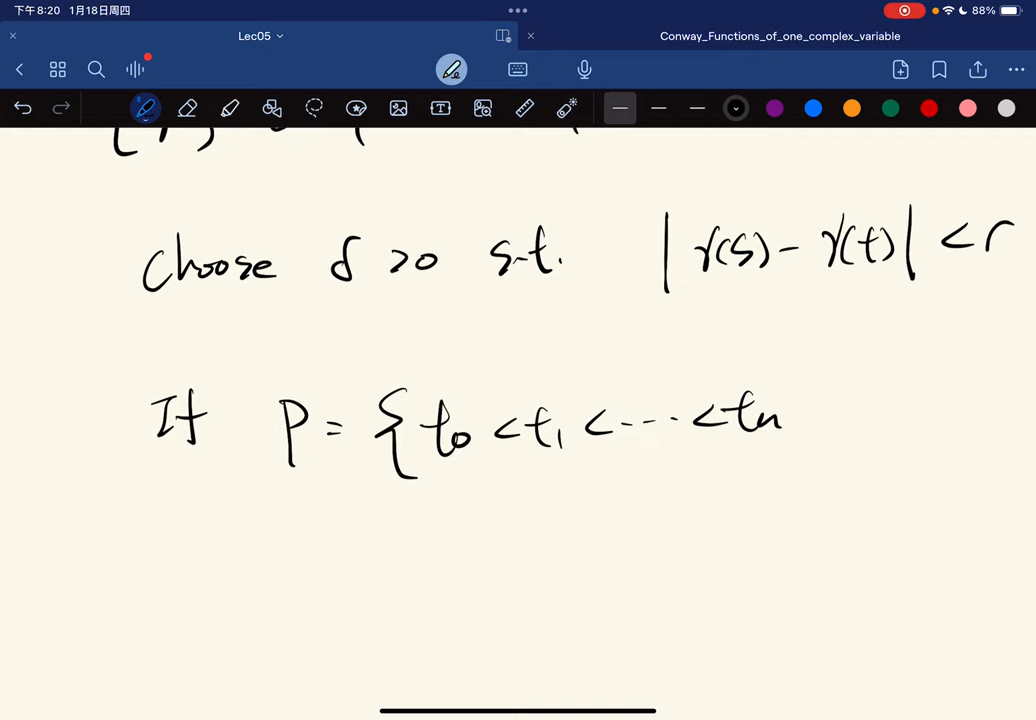 下午8:20 1月18日周四
88%
Lec05
Conway_Functions_of_one_complex_variable
choose δ >0 s.t. |γ(s) - γ(t)| < r
If P = { t₀ < t₁ < --- < tn